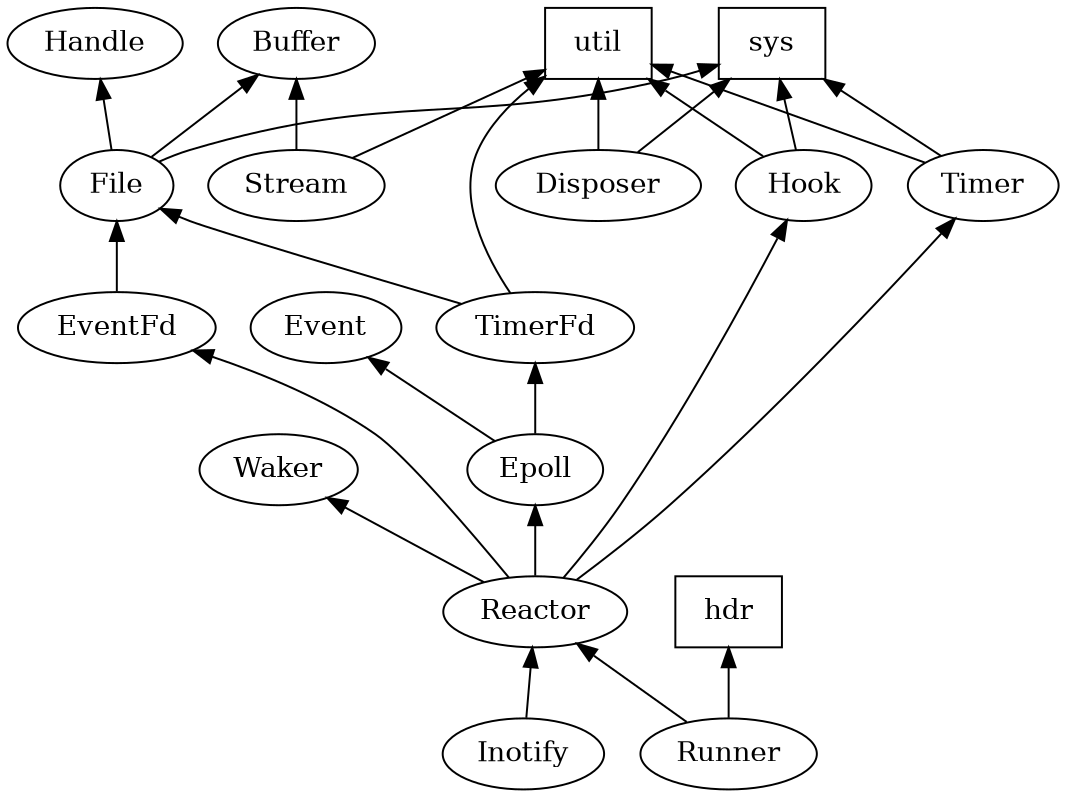 Handle
Buffer
util
sys
File
Stream
Disposer
Hook
Timer
EventFd
Event
TimerFd
Waker
Epoll
Reactor
hdr
Inotify
Runner